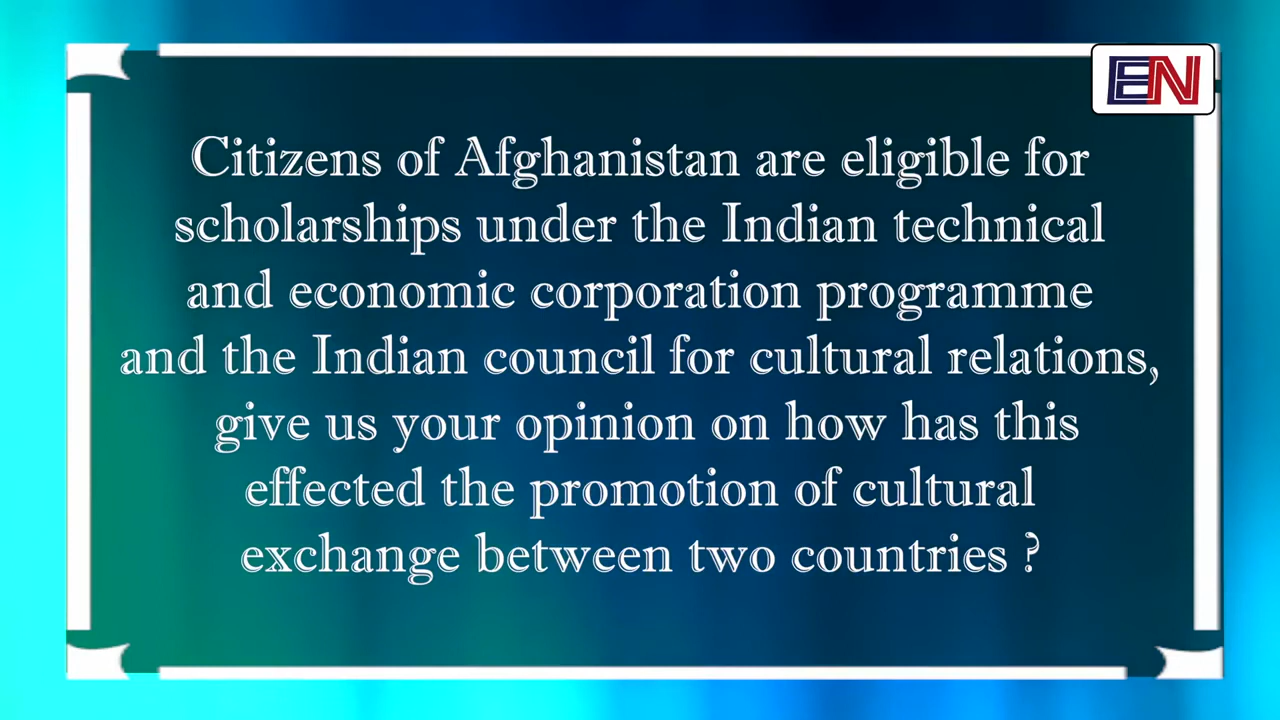 EN
Citizens of Afghanistan are eligible for
scholarships under the Indian technical
and economic corporation programme
and the Indian council for cultural relations,
give us your opinion on how has this
effected the promotion of cultural
exchange between two countries ?